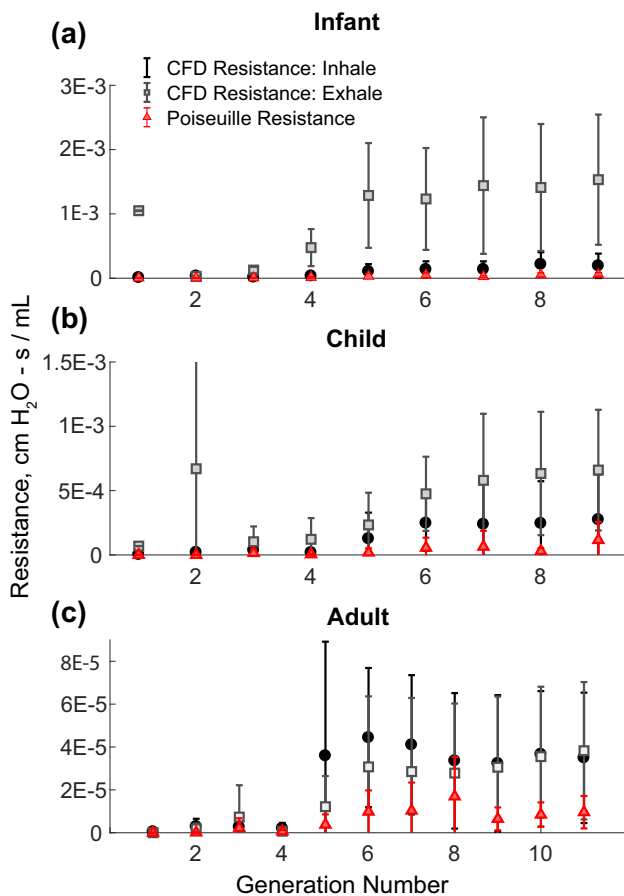 (a) Infant
CFD Resistance: Inhale
CFD Resistance: Exhale
Poiseuille Resistance
3E-3
2E-3
1E-3
0
2 4 6 8
(b) Child
1.5E-3
1E-3
5E-4
0
2 4 6 8
(c) Adult
8E-5
6E-5
4E-5
2E-5
0
2 4 6 8 10
Generation Number
Resistance, cm H₂O - s / mL